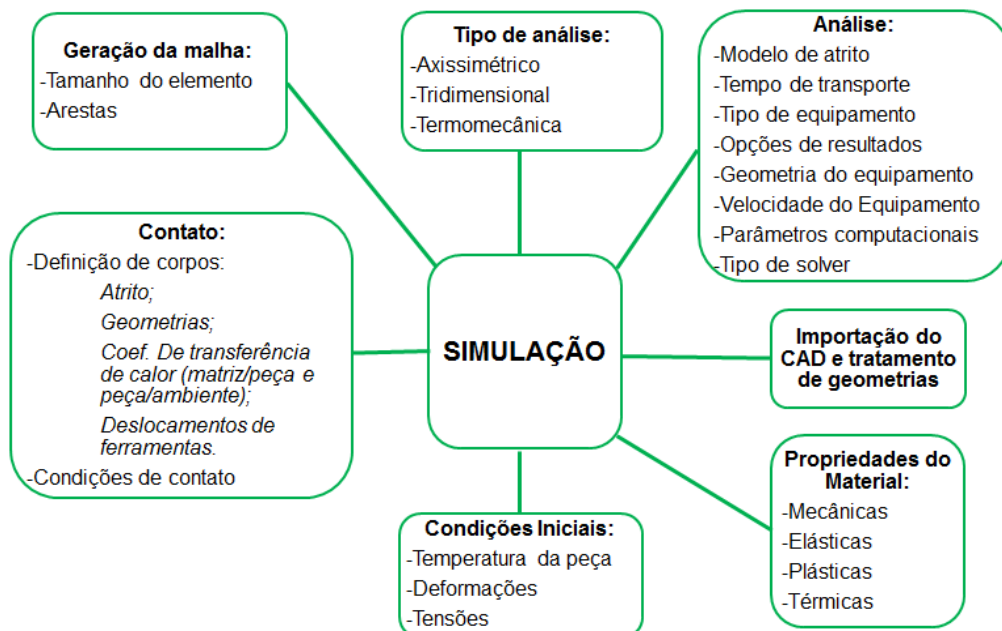 Geração da malha:
-Tamanho do elemento
-Arestas
Tipo de análise:
-Axissimétrico
-Tridimensional
-Termomecânica
Análise:
-Modelo de atrito
-Tempo de transporte
-Tipo de equipamento
-Opções de resultados
-Geometria do equipamento
-Velocidade do Equipamento
-Parâmetros computacionais
-Tipo de solver
Contato:
-Definição de corpos:
Atrito;
Geometrias;
Coef. De transferência
de calor (matriz/peça e
peça/ambiente);
Deslocamentos de
ferramentas.
-Condições de contato
SIMULAÇÃO
Importação do
CAD e tratamento
de geometrias
Condições Iniciais:
-Temperatura da peça
-Deformações
-Tensões
Propriedades do
Material:
-Mecânicas
-Elásticas
-Plásticas
-Térmicas